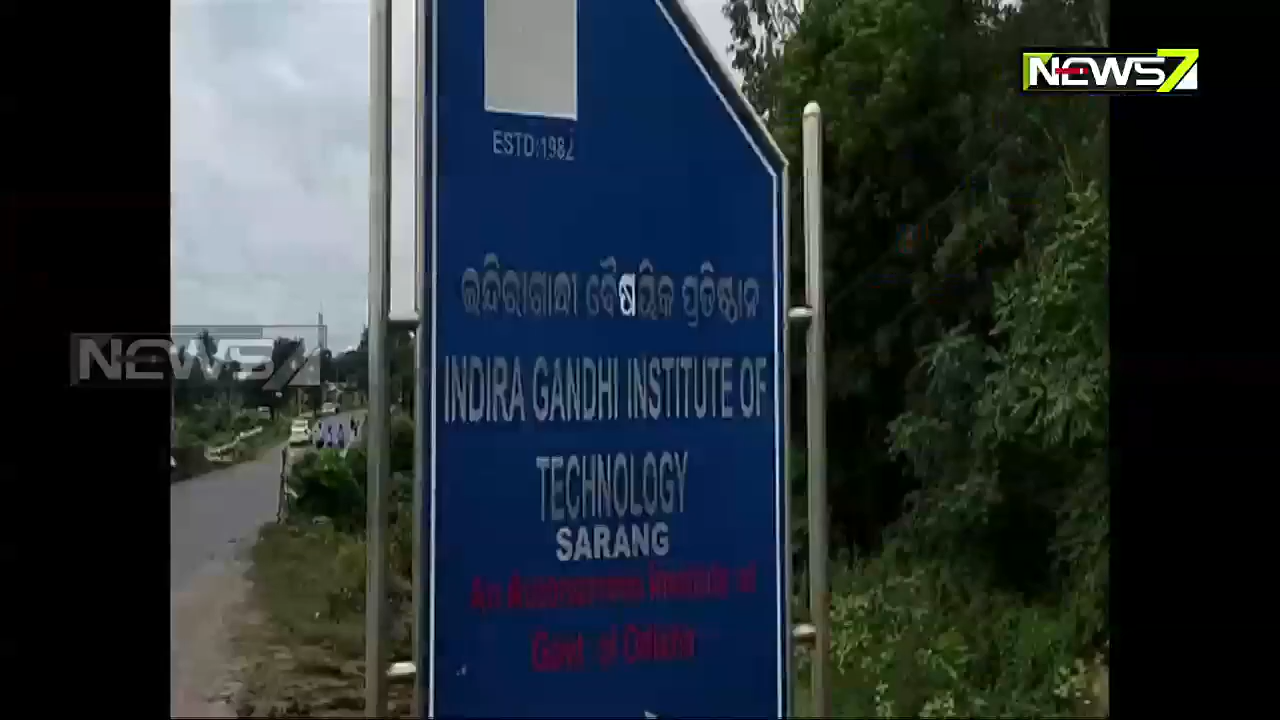 NEWS7
ESTD:1982
ଇନ୍ଦିରାଗାନ୍ଧୀ ବୈଷୟିକ ପ୍ରତିଷ୍ଠାନ
NEWS7
INDIRA GANDHI INSTITUTE OF
TECHNOLOGY
SARANG
An Autonomous Institute of
Govt of Odisha